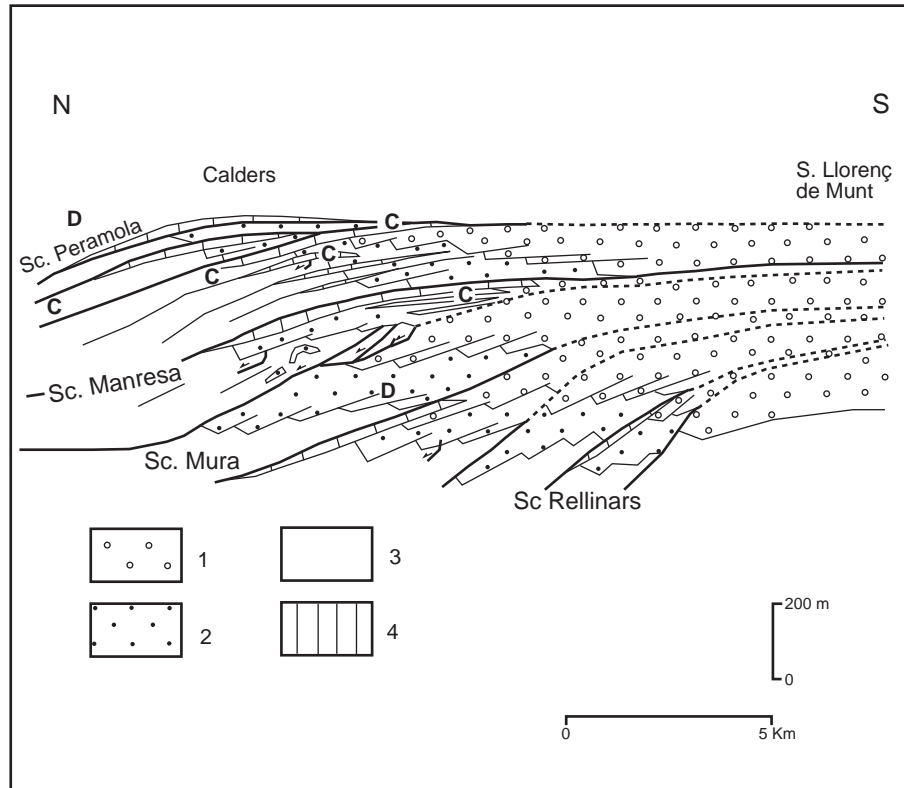 N
S
Calders
S. Llorenç
de Munt
D
Sc. Peramola
C
C
C
C
C
Sc. Manresa
D
Sc. Mura
Sc Rellinars
1
3
2
4
200 m
0
0
5 Km